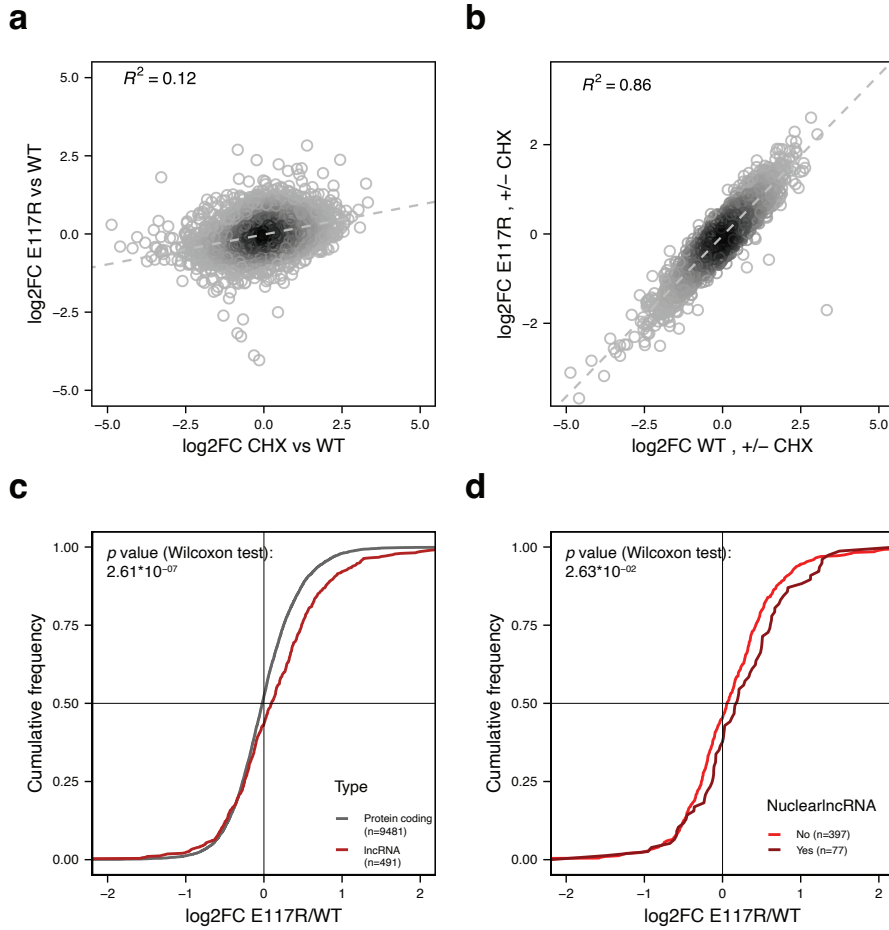 a
R² = 0.12
log2FC E117R vs WT
5.0
2.5
0.0
−2.5
−5.0
−5.0 −2.5 0.0 2.5 5.0
log2FC CHX vs WT
b
R² = 0.86
log2FC E117R , +/− CHX
2
0
−2
−5.0 −2.5 0.0 2.5 5.0
log2FC WT , +/− CHX
c
p value (Wilcoxon test):
2.61*10⁻⁰⁷
Cumulative frequency
1.00
0.75
0.50
0.25
0.00
Type
Protein coding
(n=9481)
lncRNA
(n=491)
−2 −1 0 1 2
log2FC E117R/WT
d
p value (Wilcoxon test):
2.63*10⁻⁰²
Cumulative frequency
1.00
0.75
0.50
0.25
0.00
NuclearlncRNA
No (n=397)
Yes (n=77)
−2 −1 0 1 2
log2FC E117R/WT